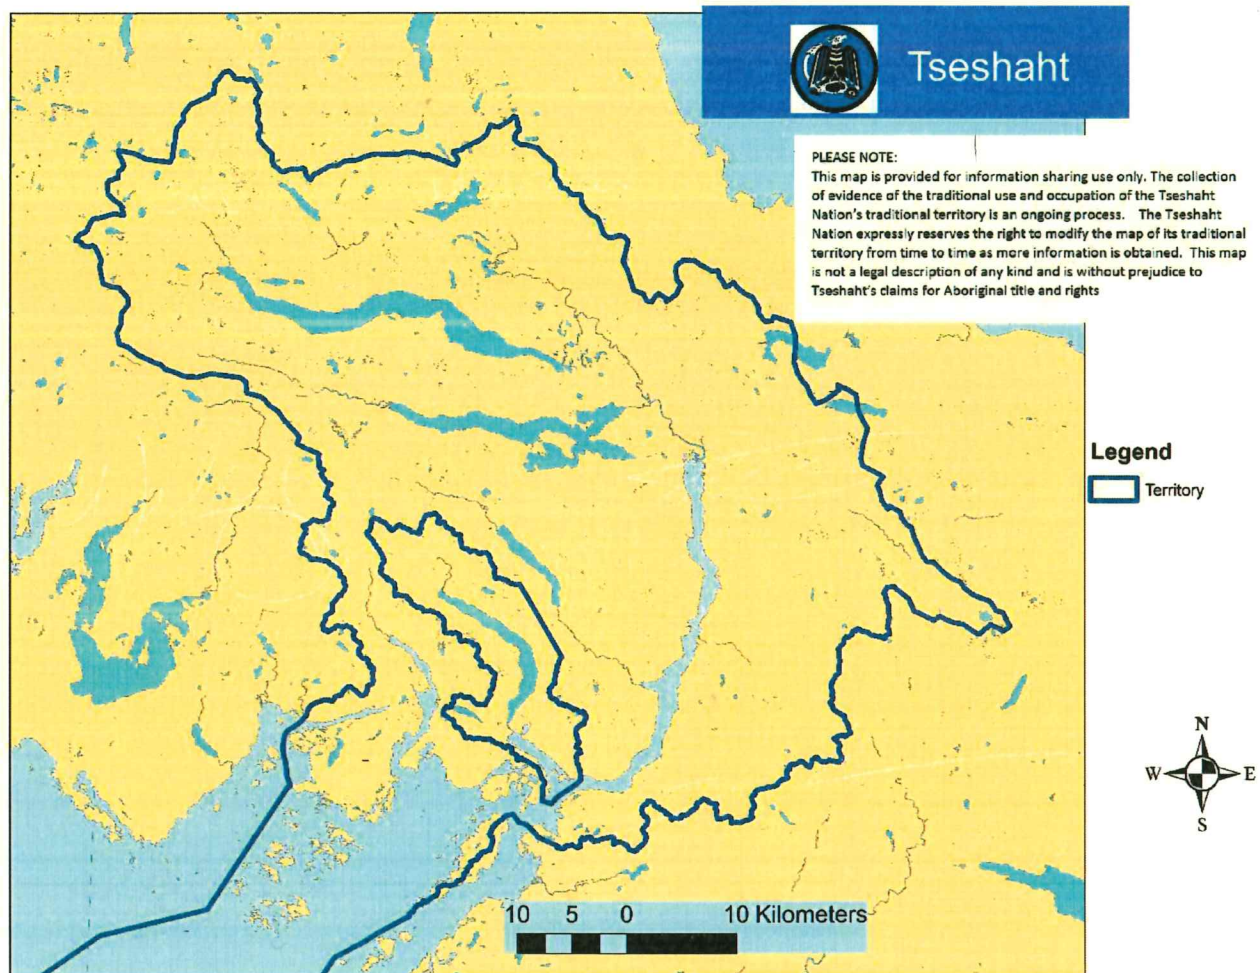 Tseshaht
PLEASE NOTE:
This map is provided for information sharing use only. The collection
of evidence of the traditional use and occupation of the Tseshaht
Nation's traditional territory is an ongoing process. The Tseshaht
Nation expressly reserves the right to modify the map of its traditional
territory from time to time as more information is obtained. This map
is not a legal description of any kind and is without prejudice to
Tseshaht's claims for Aboriginal title and rights
Legend
Territory
N
W E
S
10 5 0 10 Kilometers